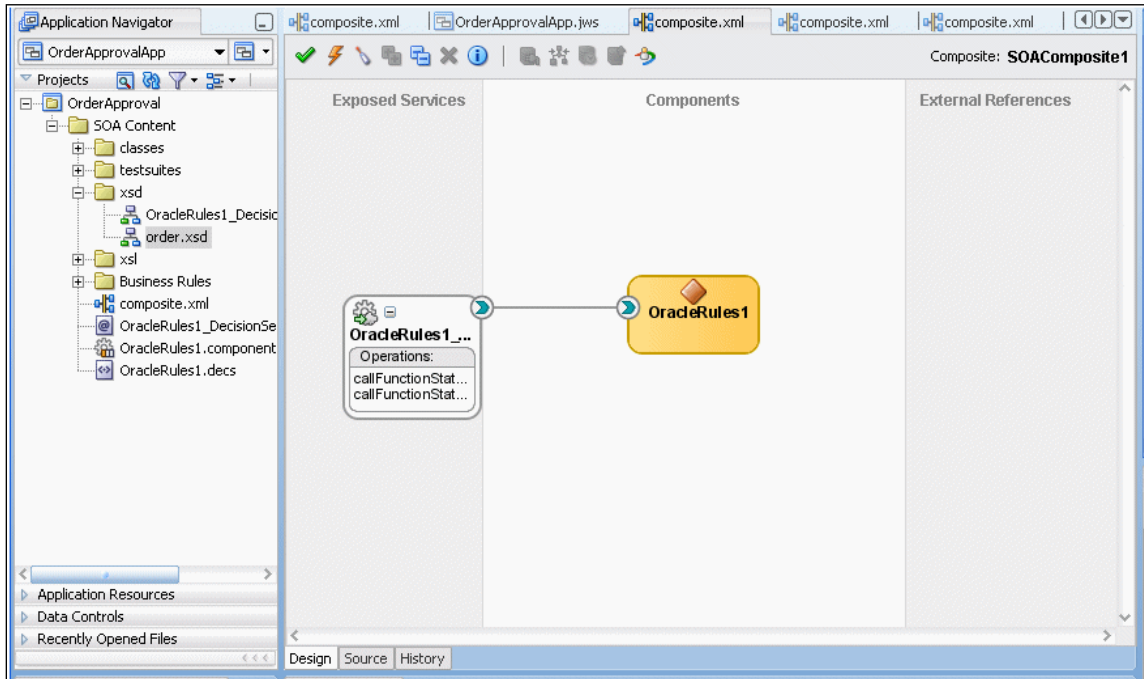 Application Navigator
composite.xml
OrderApprovalApp.jws
composite.xml
composite.xml
composite.xml
OrderApprovalApp
Composite: SOAComposite1
Projects
OrderApproval
SOA Content
classes
testsuites
xsd
OracleRules1_Decisic
order.xsd
xsl
Business Rules
composite.xml
OracleRules1_DecisionSe
OracleRules1.component
OracleRules1.decs
Application Resources
Data Controls
Recently Opened Files
Exposed Services
Components
External References
OracleRules1_...
Operations:
callFunctionStat...
callFunctionStat...
OracleRules1
Design Source History